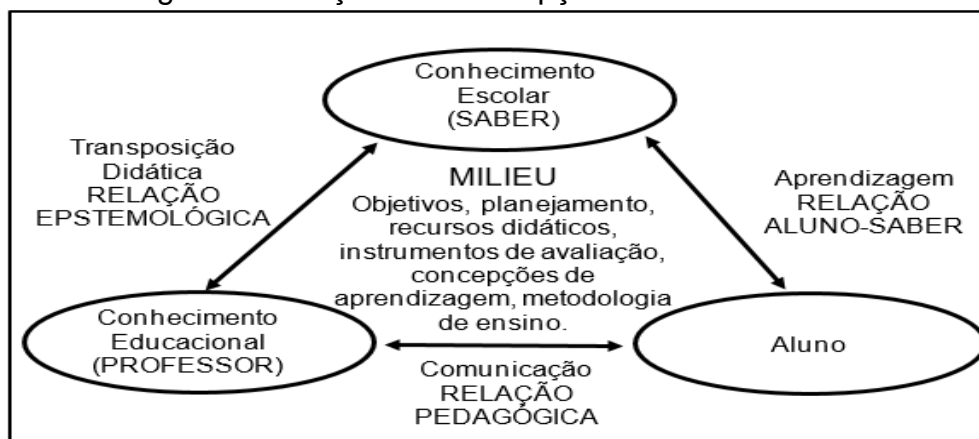 Conhecimento
Escolar
(SABER)
Transposição
Didática
RELAÇÃO
EPSTEMOLÓGICA
MILIEU
Objetivos, planejamento,
recursos didáticos,
instrumentos de avaliação,
concepções de
aprendizagem, metodologia
de ensino.
Aprendizagem
RELAÇÃO
ALUNO-SABER
Conhecimento
Educacional
(PROFESSOR)
Comunicação
RELAÇÃO
PEDAGÓGICA
Aluno